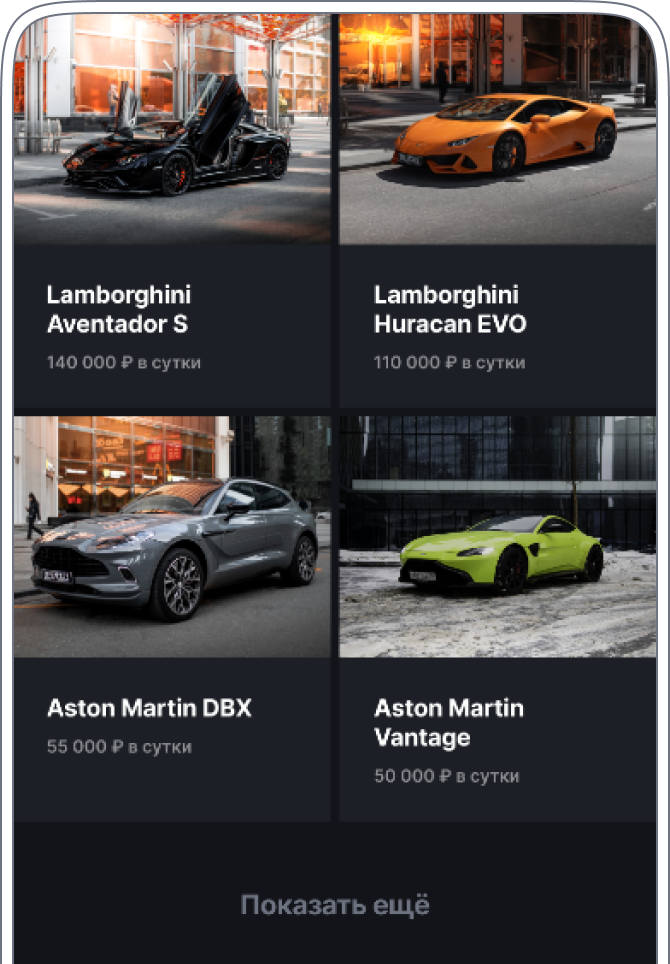 Lamborghini
Aventador S
140 000 ₽ в сутки
Lamborghini
Huracan EVO
110 000 ₽ в сутки
Aston Martin DBX
55 000 ₽ в сутки
Aston Martin
Vantage
50 000 ₽ в сутки
Показать ещё